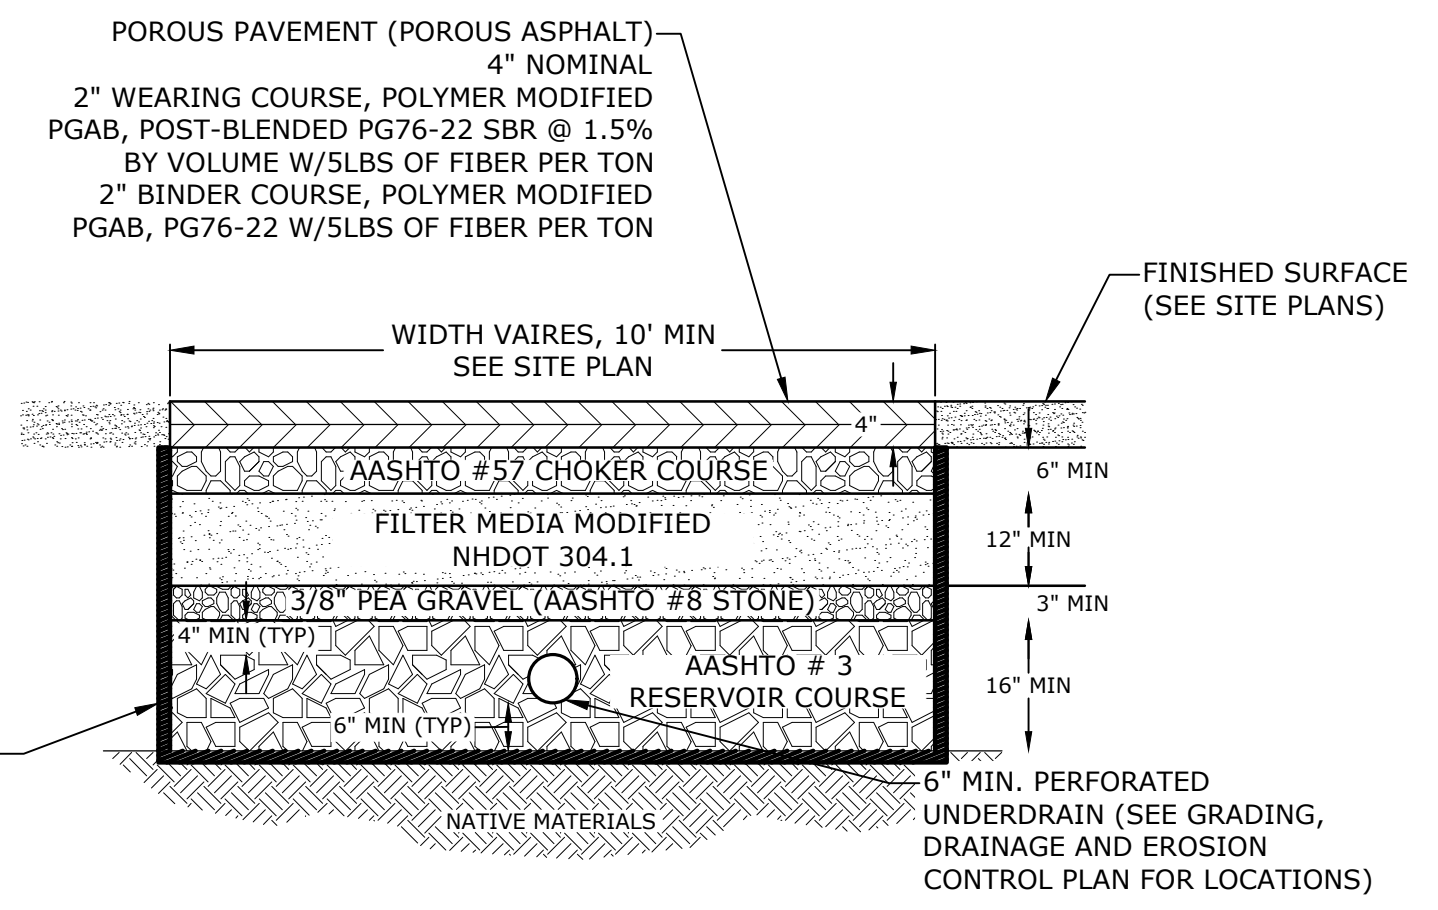 POROUS PAVEMENT (POROUS ASPHALT)
4" NOMINAL
2" WEARING COURSE, POLYMER MODIFIED
PGAB, POST-BLENDED PG76-22 SBR @ 1.5%
BY VOLUME W/5LBS OF FIBER PER TON
2" BINDER COURSE, POLYMER MODIFIED
PGAB, PG76-22 W/5LBS OF FIBER PER TON
FINISHED SURFACE
(SEE SITE PLANS)
WIDTH VAIRES, 10' MIN
SEE SITE PLAN
4"
AASHTO #57 CHOKER COURSE
6" MIN
FILTER MEDIA MODIFIED
NHDOT 304.1
12" MIN
3/8" PEA GRAVEL (AASHTO #8 STONE)
3" MIN
4" MIN (TYP)
AASHTO # 3
RESERVOIR COURSE
16" MIN
6" MIN (TYP)
6" MIN. PERFORATED
UNDERDRAIN (SEE GRADING,
DRAINAGE AND EROSION
CONTROL PLAN FOR LOCATIONS)
NATIVE MATERIALS